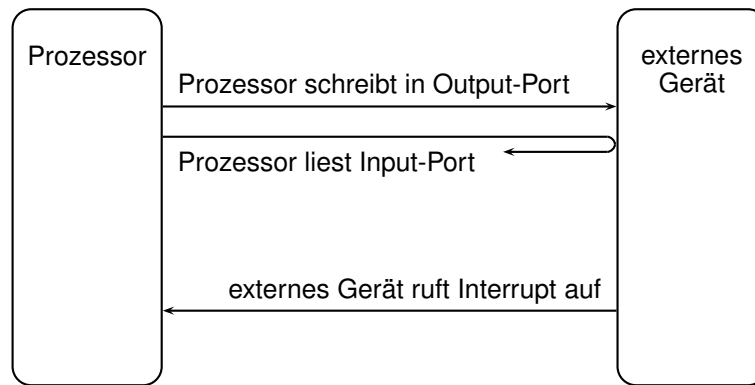 Prozessor
externes
Gerät
Prozessor schreibt in Output-Port
Prozessor liest Input-Port
externes Gerät ruft Interrupt auf